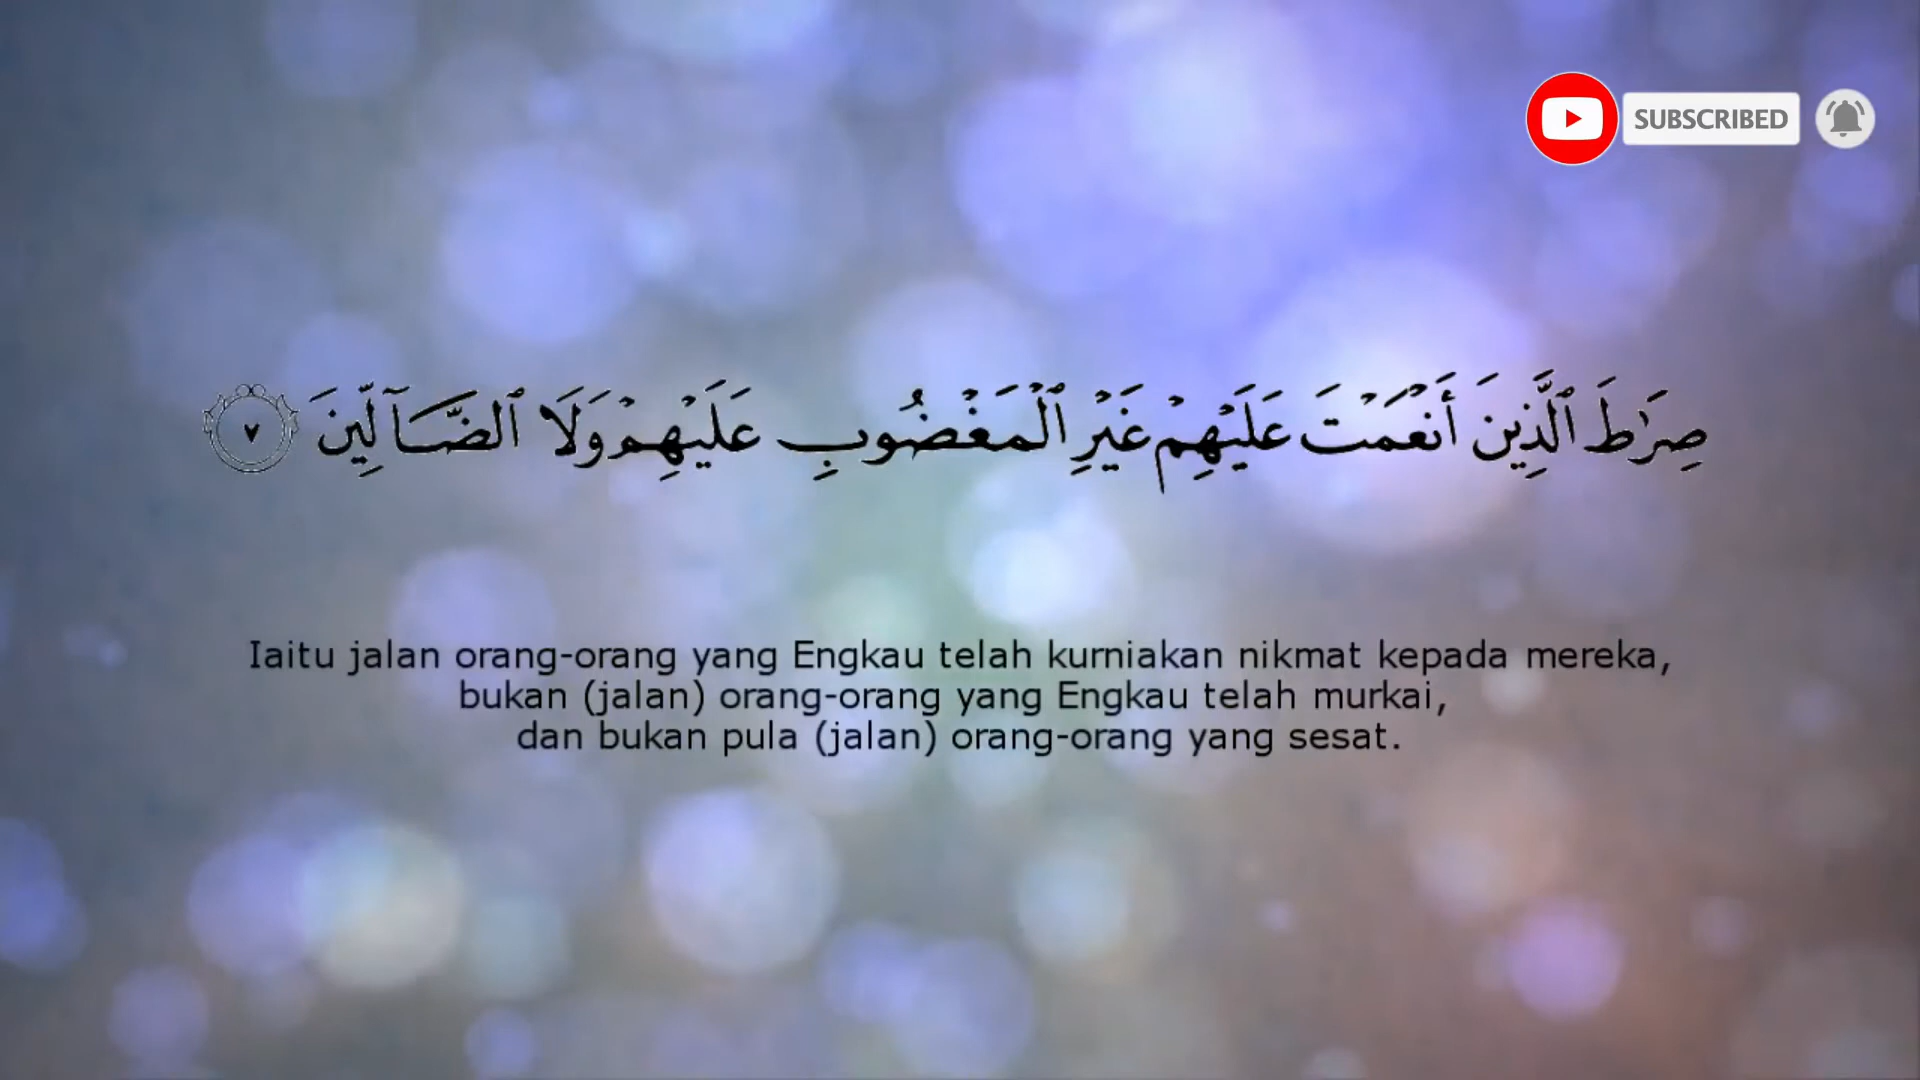 SUBSCRIBED
صِرَٰطَ ٱلَّذِينَ أَنْعَمْتَ عَلَيْهِمْ غَيْرِ ٱلْمَغْضُوبِ عَلَيْهِمْ وَلَا ٱلضَّآلِّينَ ٧
Iaitu jalan orang-orang yang Engkau telah kurniakan nikmat kepada mereka,
bukan (jalan) orang-orang yang Engkau telah murkai,
dan bukan pula (jalan) orang-orang yang sesat.